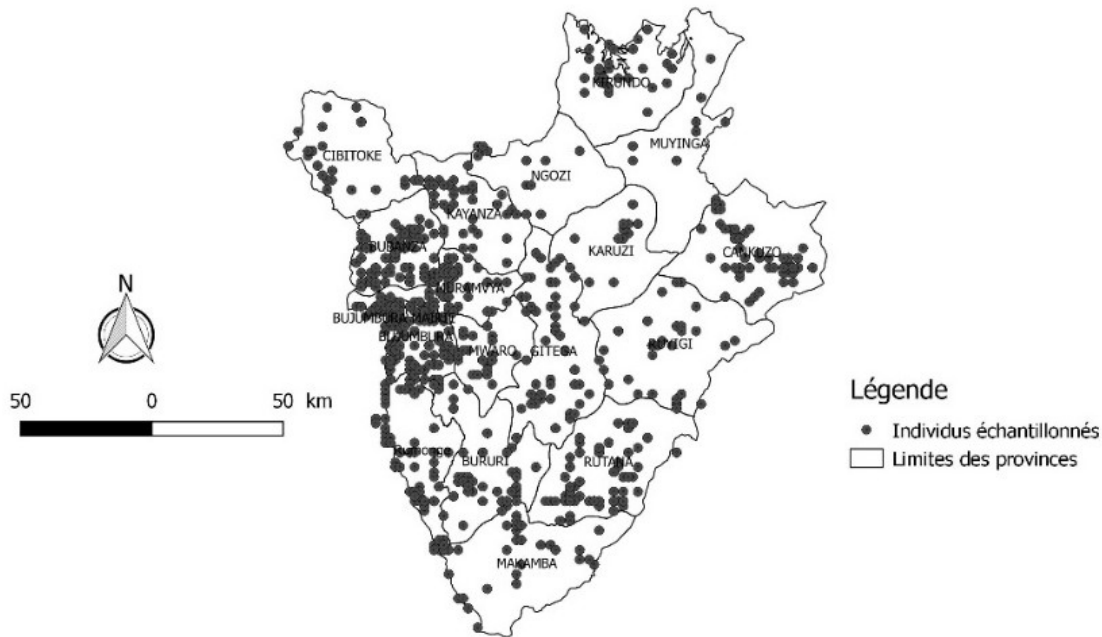 KIRUNDO
MUYINGA
CIBITOKE
NGOZI
KAYANZA
BUBANZA
KARUZI
CANKUZO
MURAMVYA
N
BUJUMBURA MAIRIE
BUJUMBURA
MWARO
GITEGA
RUYIGI
50 0 50 km
Légende
Individus échantillonnés
Limites des provinces
Rumonge
BURURI
RUTANA
MAKAMBA